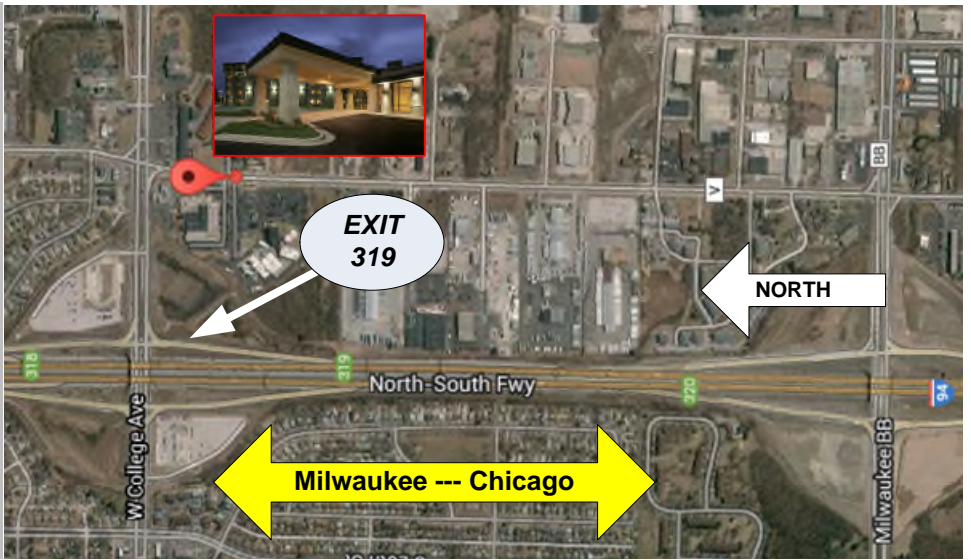 BB
V
EXIT
319
NORTH
318
319
North-South Fwy
320
94
W College Ave
Milwaukee --- Chicago
Milwaukee BB